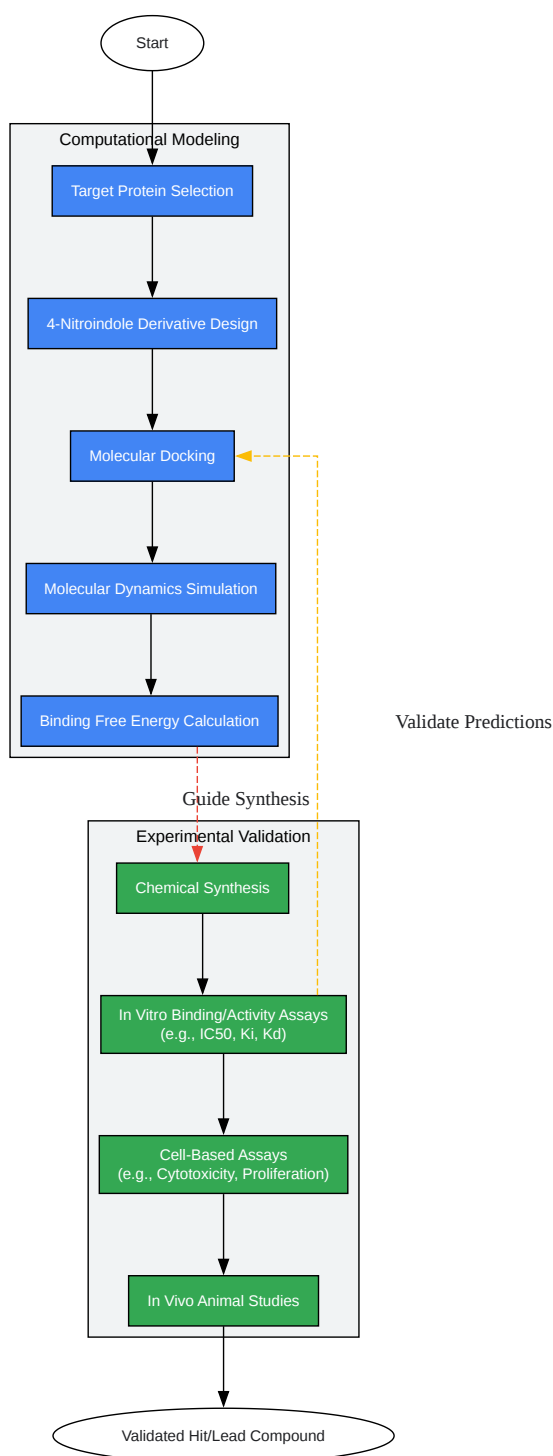 Start
Computational Modeling
Target Protein Selection
4-Nitroindole Derivative Design
Molecular Docking
Molecular Dynamics Simulation
Binding Free Energy Calculation
Validate Predictions
Guide Synthesis
Experimental Validation
Chemical Synthesis
In Vitro Binding/Activity Assays
(e.g., IC50, Ki, Kd)
Cell-Based Assays
(e.g., Cytotoxicity, Proliferation)
In Vivo Animal Studies
Validated Hit/Lead Compound